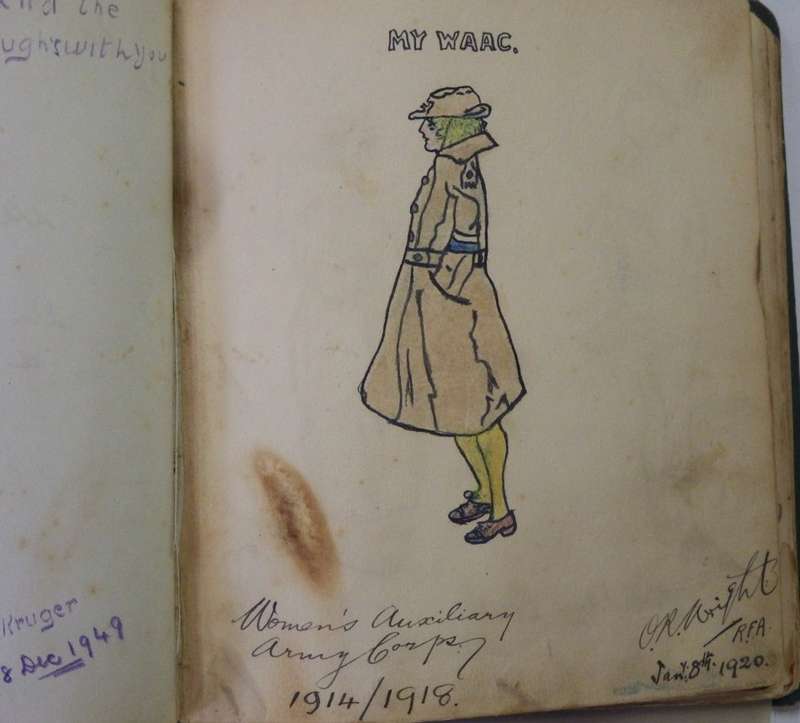 nd the
ughts with you
Kruger
8 Dec 1949
MY WAAC.
Women's Auxiliary
Army Corps.
1914/1918.
O.R. Wright
R.F.A.
Jan. 8th. 1920.